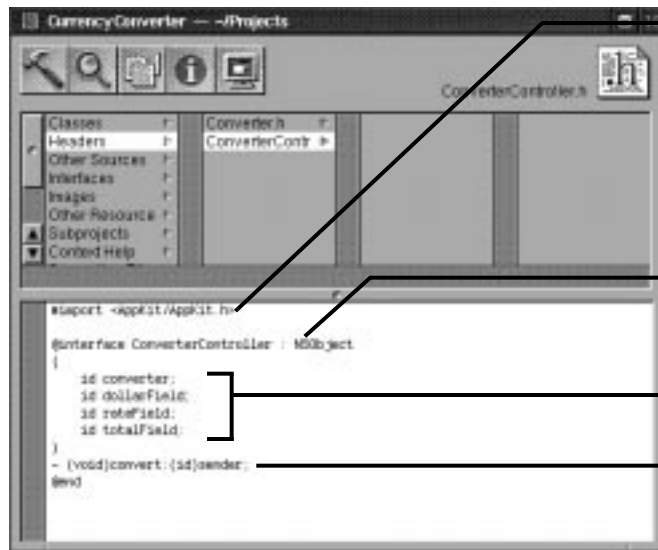 CurrencyConverter — ~/Projects
ConverterController.h
.h
Classes
Headers
Other Sources
Interfaces
Images
Other Resource
Subprojects
Context Help
Converter.h
ConverterContr
#import <AppKit/AppKit.h>
@interface ConverterController : NSObject
{
id converter;
id dollarField;
id rateField;
id totalField;
}
- (void)convert:(id)sender;
@end